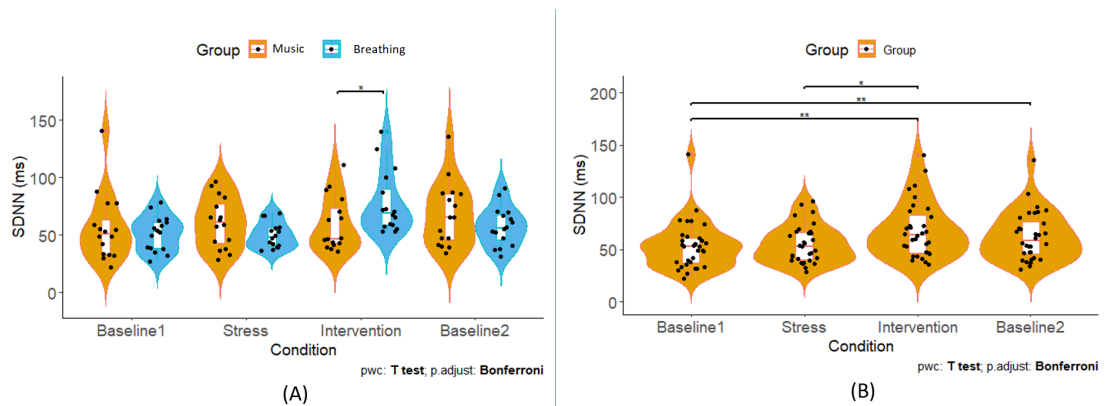 Group Music Breathing
*
SDNN (ms)
150
100
50
0
Baseline1 Stress Intervention Baseline2
Condition
pwc: T test; p.adjust: Bonferroni
(A)
Group Group
*
**
**
SDNN (ms)
200
150
100
50
0
Baseline1 Stress Intervention Baseline2
Condition
pwc: T test; p.adjust: Bonferroni
(B)